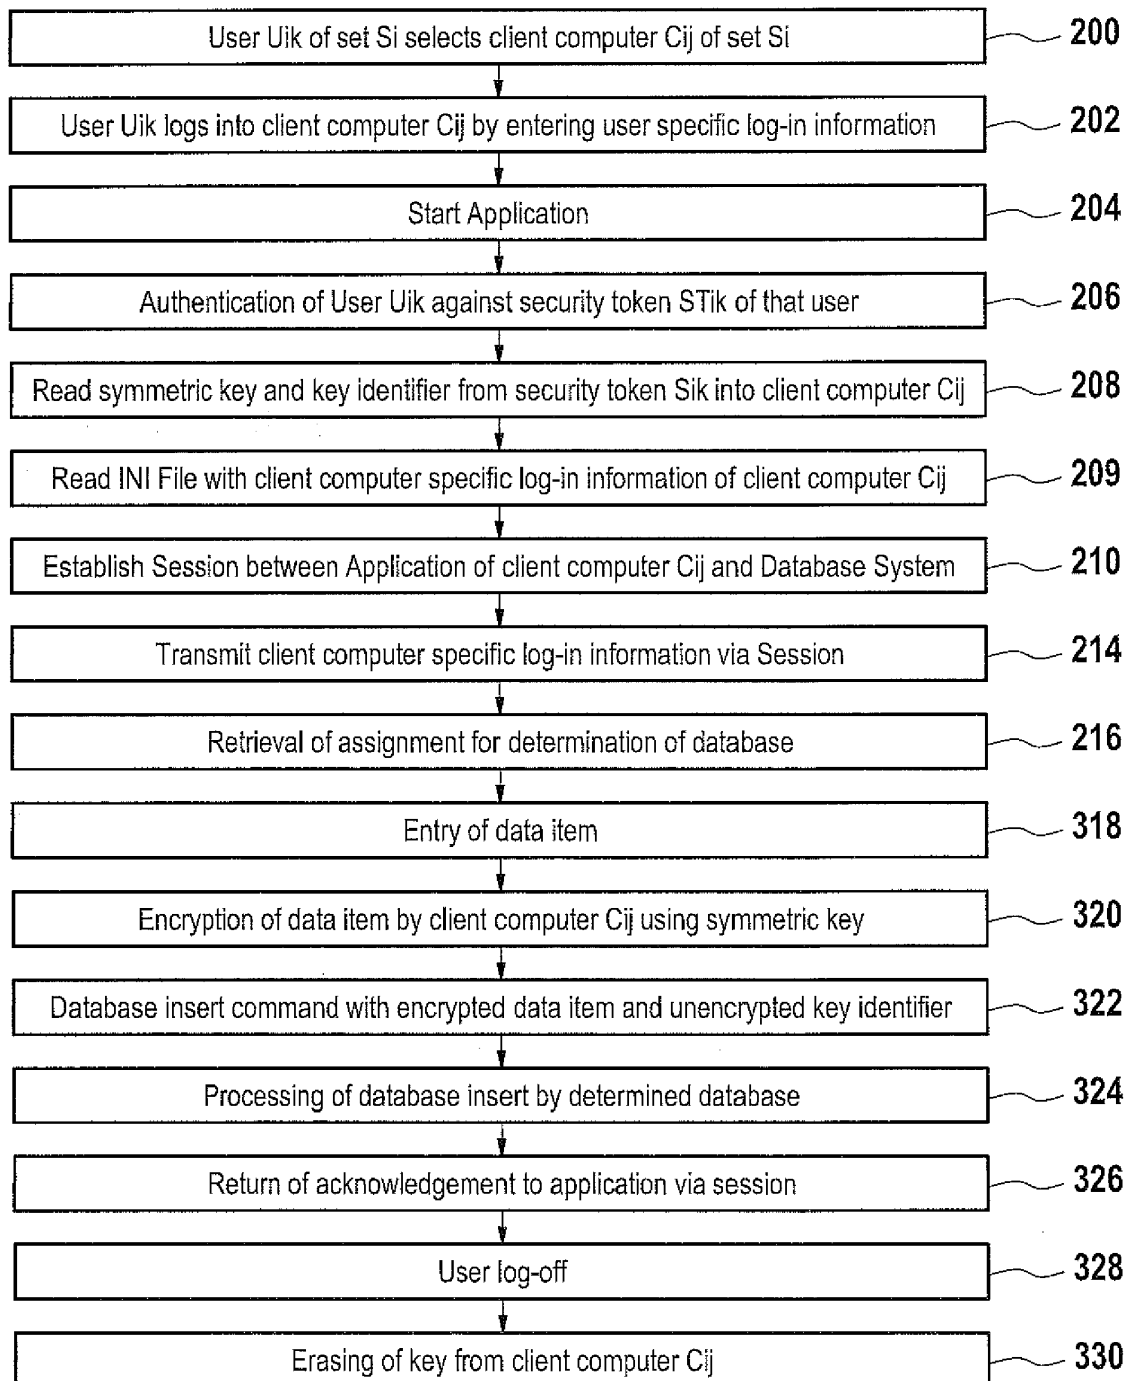 User Uik of set Si selects client computer Cij of set Si 200
User Uik logs into client computer Cij by entering user specific log-in information 202
Start Application 204
Authentication of User Uik against security token STik of that user 206
Read symmetric key and key identifier from security token Sik into client computer Cij 208
Read INI File with client computer specific log-in information of client computer Cij 209
Establish Session between Application of client computer Cij and Database System 210
Transmit client computer specific log-in information via Session 214
Retrieval of assignment for determination of database 216
Entry of data item 318
Encryption of data item by client computer Cij using symmetric key 320
Database insert command with encrypted data item and unencrypted key identifier 322
Processing of database insert by determined database 324
Return of acknowledgement to application via session 326
User log-off 328
Erasing of key from client computer Cij 330